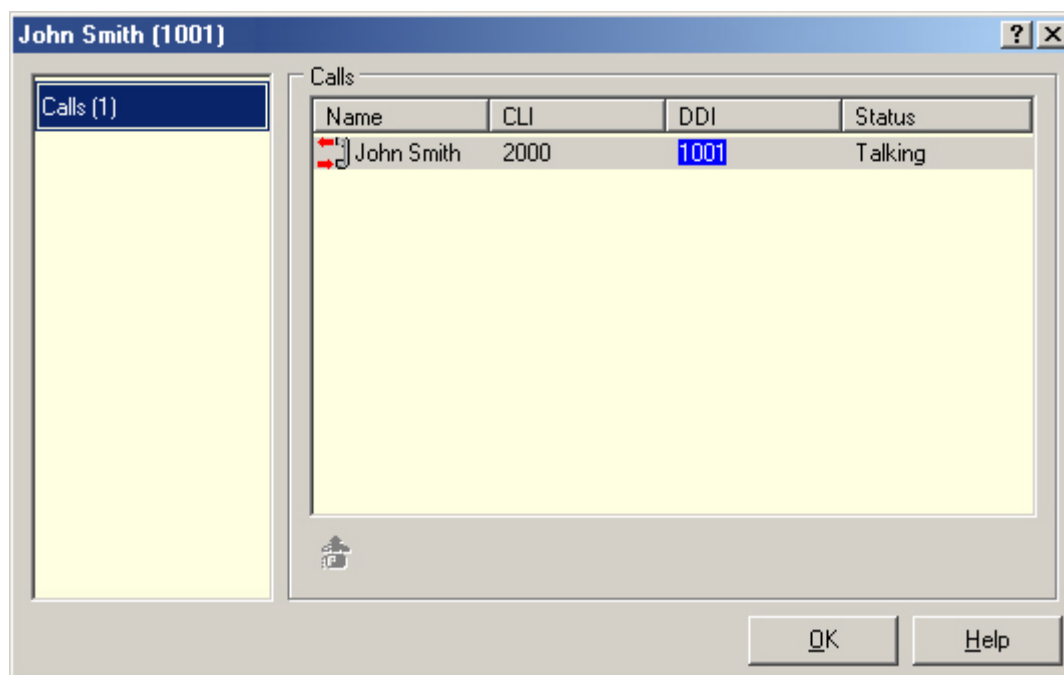 John Smith (1001)
Calls (1)
Calls
Name CLI DDI Status
John Smith 2000 1001 Talking
OK Help